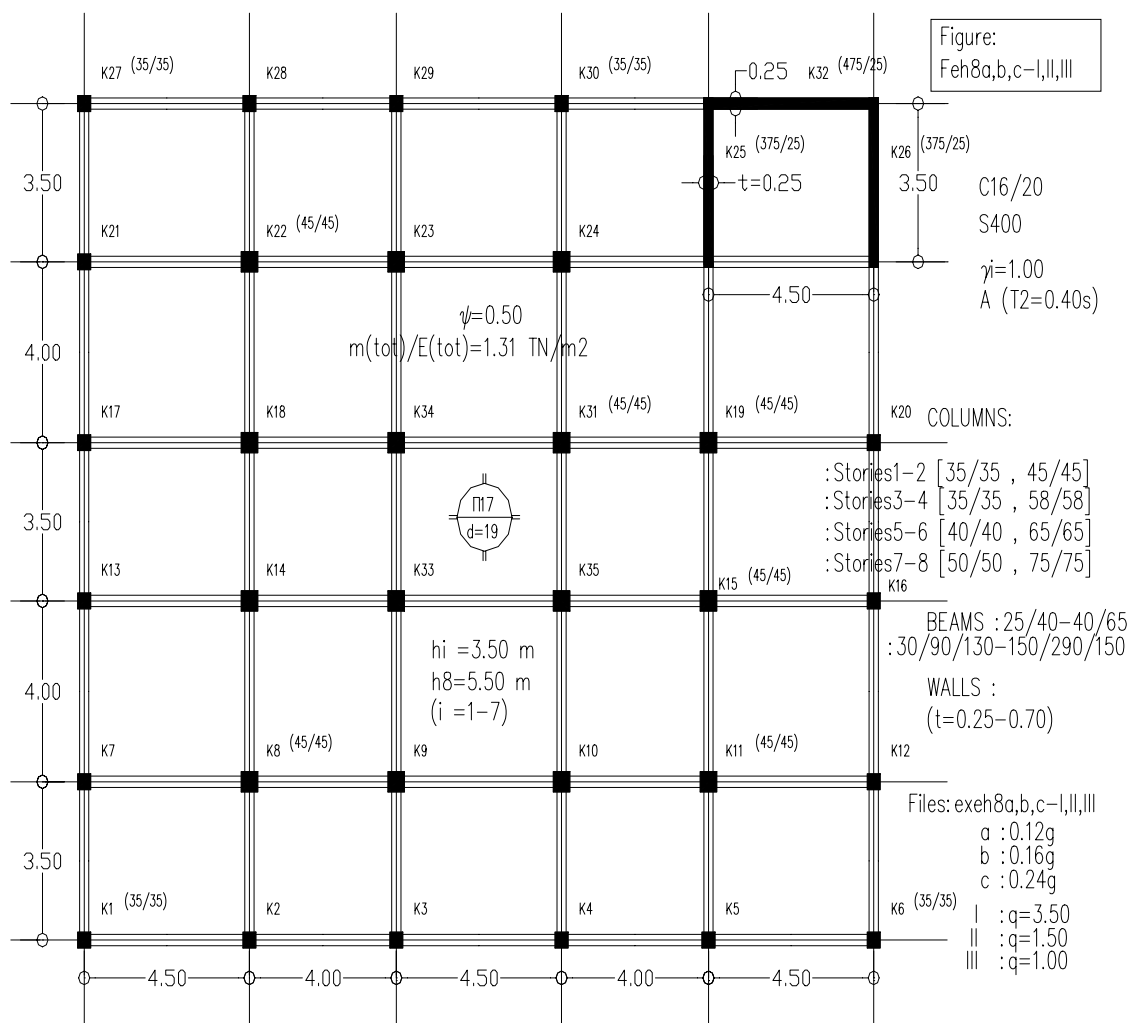 Figure:
Feh8a,b,c-I,II,III
K27 (35/35)
K28
K29
K30 (35/35)
0.25
K32 (475/25)
K25 (375/25)
K26 (375/25)
3.50
t=0.25
3.50
C16/20
S400
γi=1.00
A (T2=0.40s)
K21
K22 (45/45)
K23
K24
4.50
ψ=0.50
m(tot)/E(tot)=1.31 TN/m2
4.00
K17
K18
K34
K31 (45/45)
K19 (45/45)
K20
COLUMNS:
:Stories1-2 [35/35 , 45/45]
:Stories3-4 [35/35 , 58/58]
:Stories5-6 [40/40 , 65/65]
:Stories7-8 [50/50 , 75/75]
Π17
d=19
3.50
K13
K14
K33
K35
K15 (45/45)
K16
BEAMS :25/40-40/65
:30/90/130-150/290/150
WALLS :
(t=0.25-0.70)
hi =3.50 m
h8=5.50 m
(i =1-7)
4.00
K7
K8 (45/45)
K9
K10
K11 (45/45)
K12
Files: exeh8a,b,c-I,II,III
a :0.12g
b :0.16g
c :0.24g
I :q=3.50
II :q=1.50
III :q=1.00
3.50
K1 (35/35)
K2
K3
K4
K5
K6 (35/35)
4.50
4.00
4.50
4.00
4.50